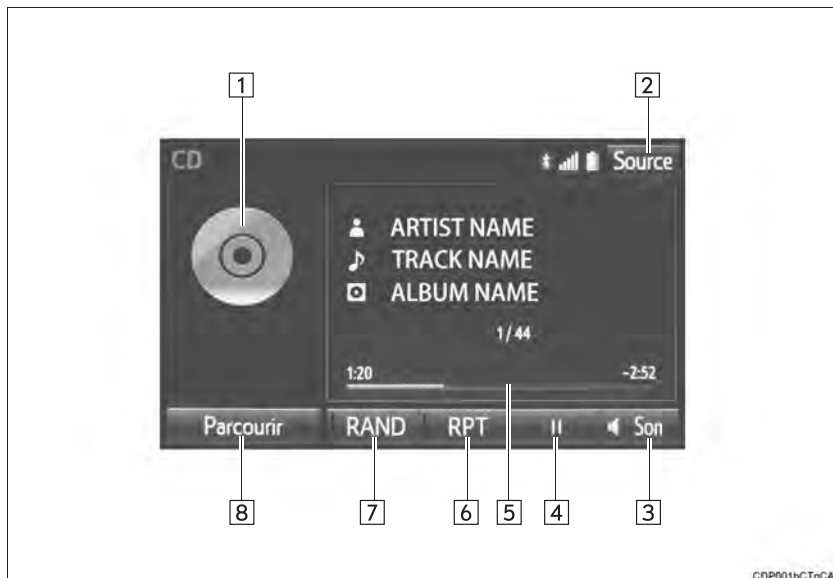 1 2
CD Source
ARTIST NAME
TRACK NAME
ALBUM NAME
1/44
1:20 -2:52
Parcourir RAND RPT II Son
8 7 6 5 4 3
CDP001bCTgCA